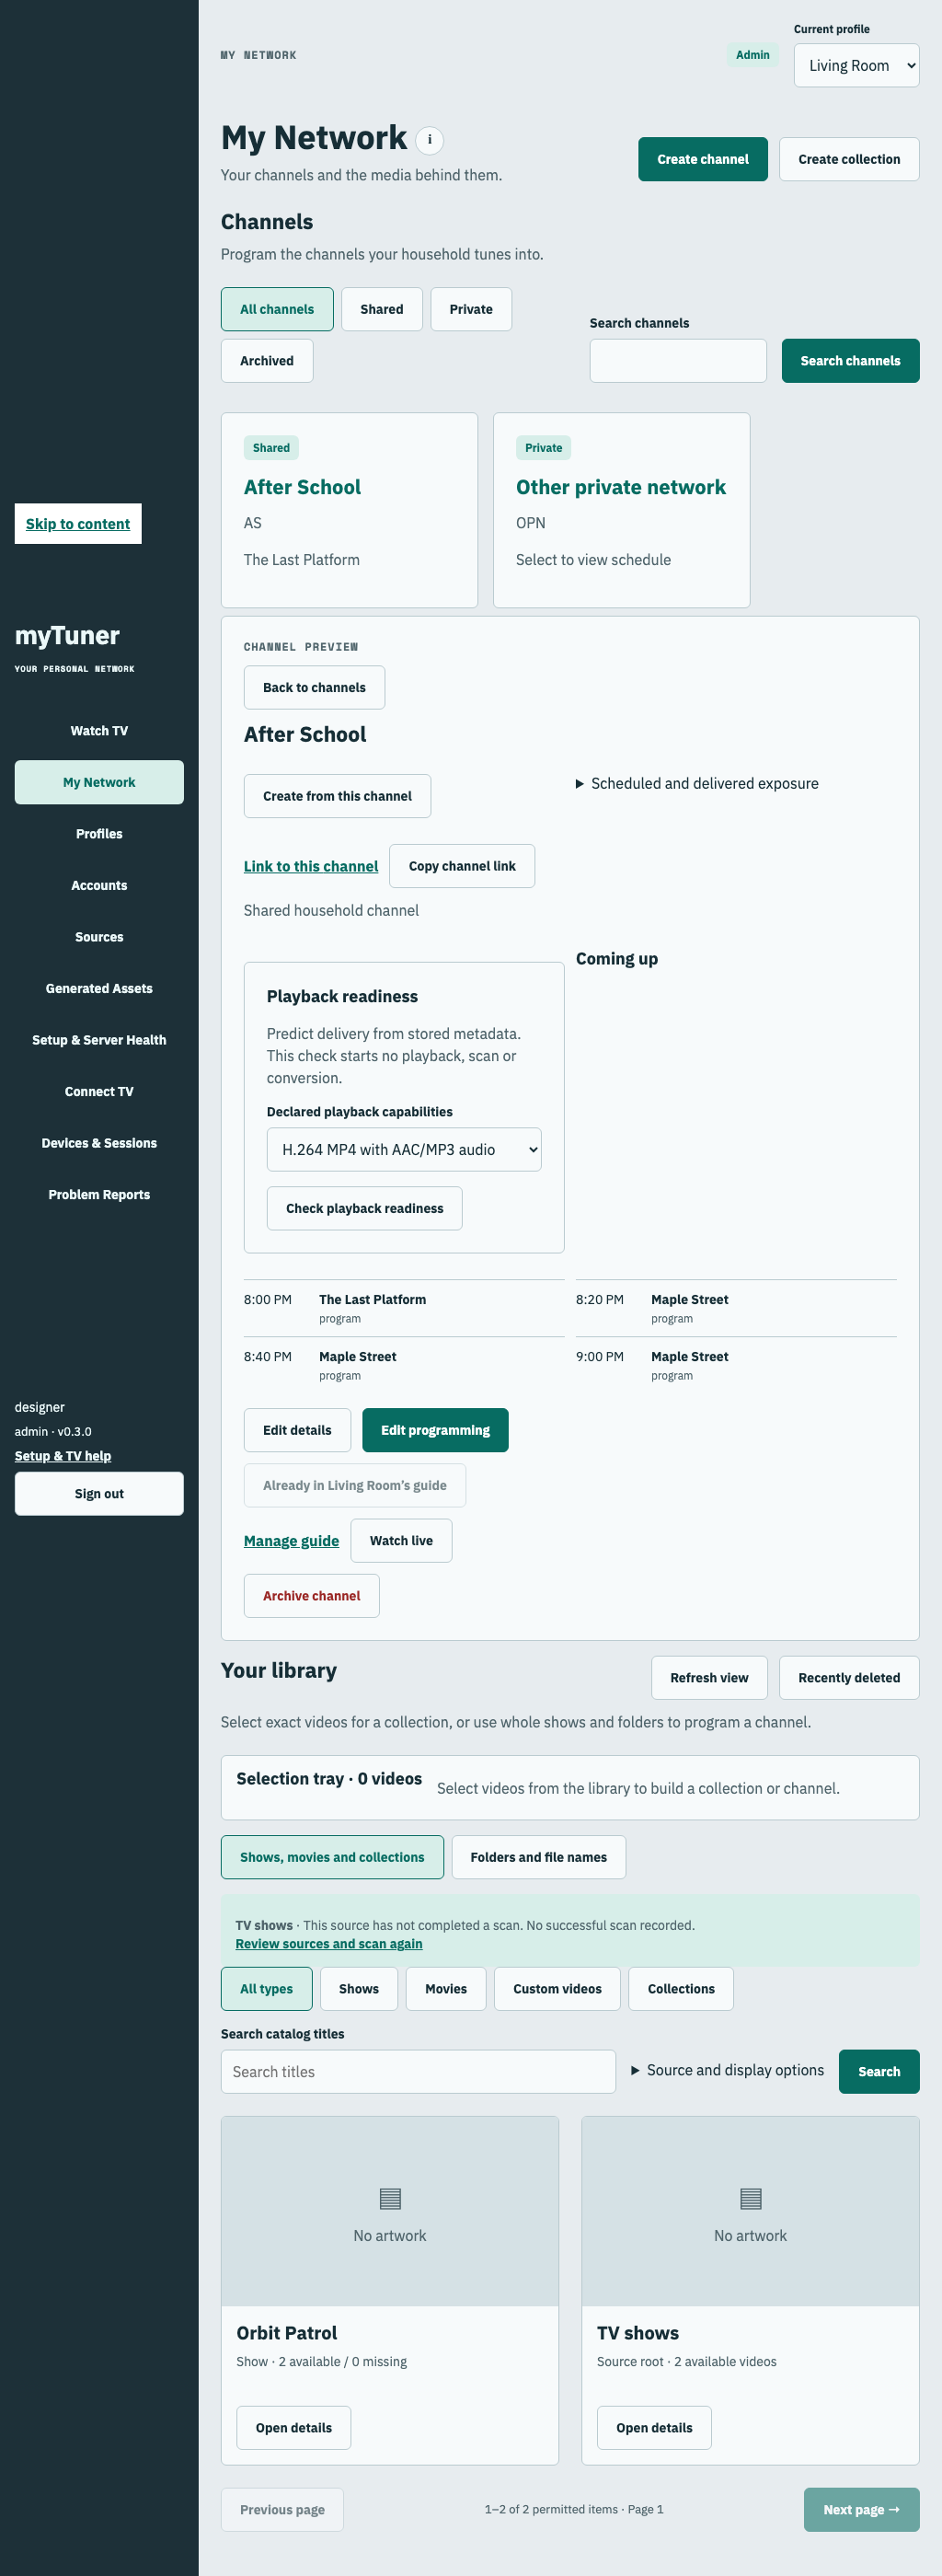 Skip to content
myTuner
YOUR PERSONAL NETWORK
Watch TV
My Network
Profiles
Accounts
Sources
Generated Assets
Setup & Server Health
Connect TV
Devices & Sessions
Problem Reports
designer
admin · v0.3.0
Setup & TV help
Sign out
MY NETWORK
Admin
Current profile
Living Room
My Network i
Your channels and the media behind them.
Create channel
Create collection
Channels
Program the channels your household tunes into.
All channels
Shared
Private
Archived
Search channels
Search channels
Shared
After School
AS
The Last Platform
Private
Other private network
OPN
Select to view schedule
CHANNEL PREVIEW
Back to channels
After School
Create from this channel
▶ Scheduled and delivered exposure
Link to this channel
Copy channel link
Shared household channel
Playback readiness
Predict delivery from stored metadata.
This check starts no playback, scan or
conversion.
Declared playback capabilities
H.264 MP4 with AAC/MP3 audio
Check playback readiness
Coming up
8:00 PM The Last Platform
program
8:20 PM Maple Street
program
8:40 PM Maple Street
program
9:00 PM Maple Street
program
Edit details
Edit programming
Already in Living Room's guide
Manage guide
Watch live
Archive channel
Your library
Refresh view
Recently deleted
Select exact videos for a collection, or use whole shows and folders to program a channel.
Selection tray · 0 videos
Select videos from the library to build a collection or channel.
Shows, movies and collections
Folders and file names
TV shows · This source has not completed a scan. No successful scan recorded.
Review sources and scan again
All types
Shows
Movies
Custom videos
Collections
Search catalog titles
Search titles
▶ Source and display options
Search
No artwork
Orbit Patrol
Show · 2 available / 0 missing
Open details
No artwork
TV shows
Source root · 2 available videos
Open details
Previous page
1–2 of 2 permitted items · Page 1
Next page →